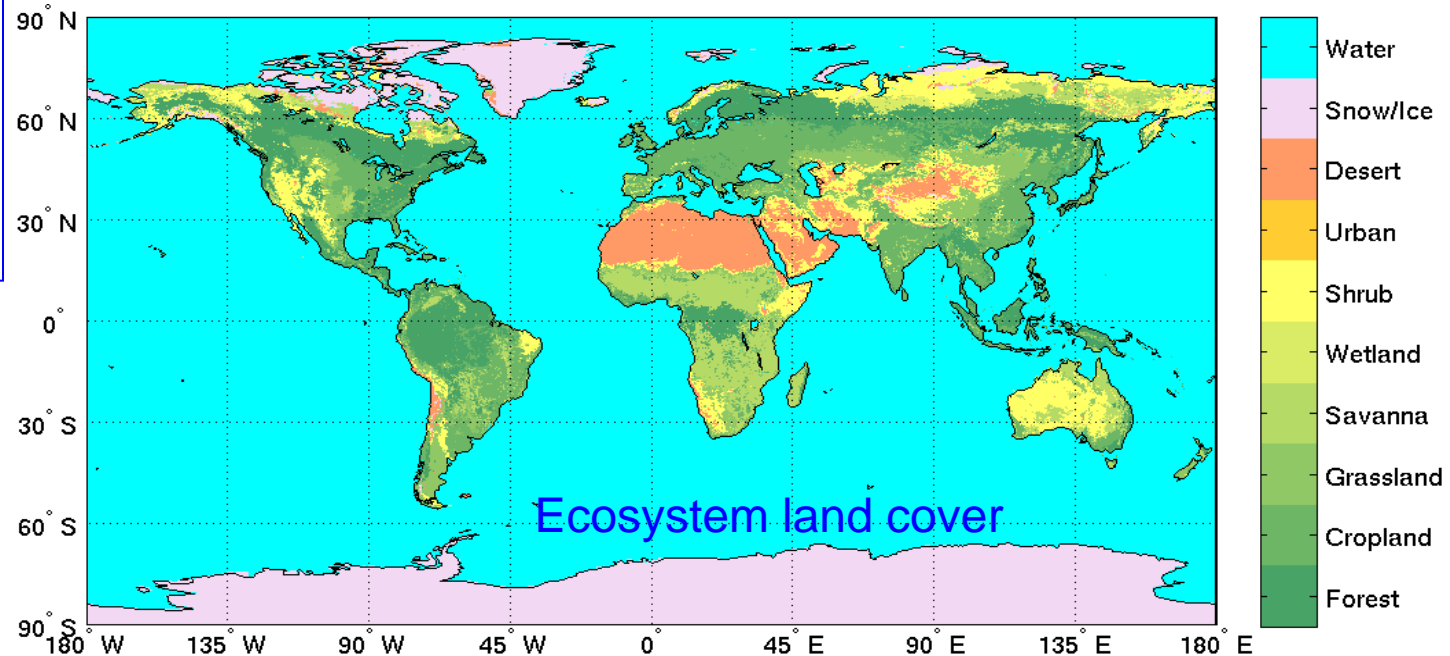 90° N
60° N
30° N
0°
30° S
60° S
90° S
180° W 135° W 90° W 45° W 0° 45° E 90° E 135° E 180° E
Ecosystem land cover
Water
Snow/Ice
Desert
Urban
Shrub
Wetland
Savanna
Grassland
Cropland
Forest